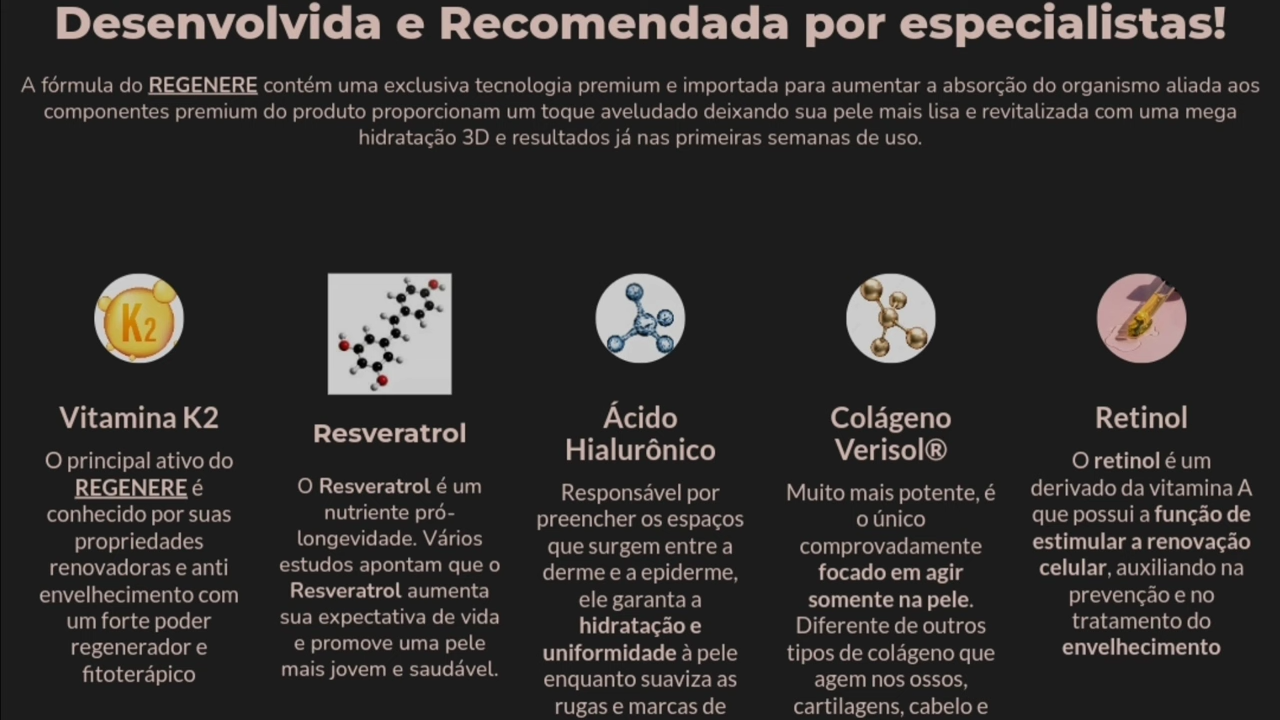 Desenvolvida e Recomendada por especialistas!
A fórmula do REGENERE contém uma exclusiva tecnologia premium e importada para aumentar a absorção do organismo aliada aos
componentes premium do produto proporcionam um toque aveludado deixando sua pele mais lisa e revitalizada com uma mega
hidratação 3D e resultados já nas primeiras semanas de uso.
K2
Vitamina K2
O principal ativo do
REGENERE é
conhecido por suas
propriedades
renovadoras e anti
envelhecimento com
um forte poder
regenerador e
fitoterápico
Resveratrol
O Resveratrol é um
nutriente pró-
longevidade. Vários
estudos apontam que o
Resveratrol aumenta
sua expectativa de vida
e promove uma pele
mais jovem e saudável.
Ácido
Hialurônico
Responsável por
preencher os espaços
que surgem entre a
derme e a epiderme,
ele garanta a
hidratação e
uniformidade à pele
enquanto suaviza as
rugas e marcas de
Colágeno
Verisol®
Muito mais potente, é
o único
comprovadamente
focado em agir
somente na pele.
Diferente de outros
tipos de colágeno que
agem nos ossos,
cartilagens, cabelo e
Retinol
O retinol é um
derivado da vitamina A
que possui a função de
estimular a renovação
celular, auxiliando na
prevenção e no
tratamento do
envelhecimento